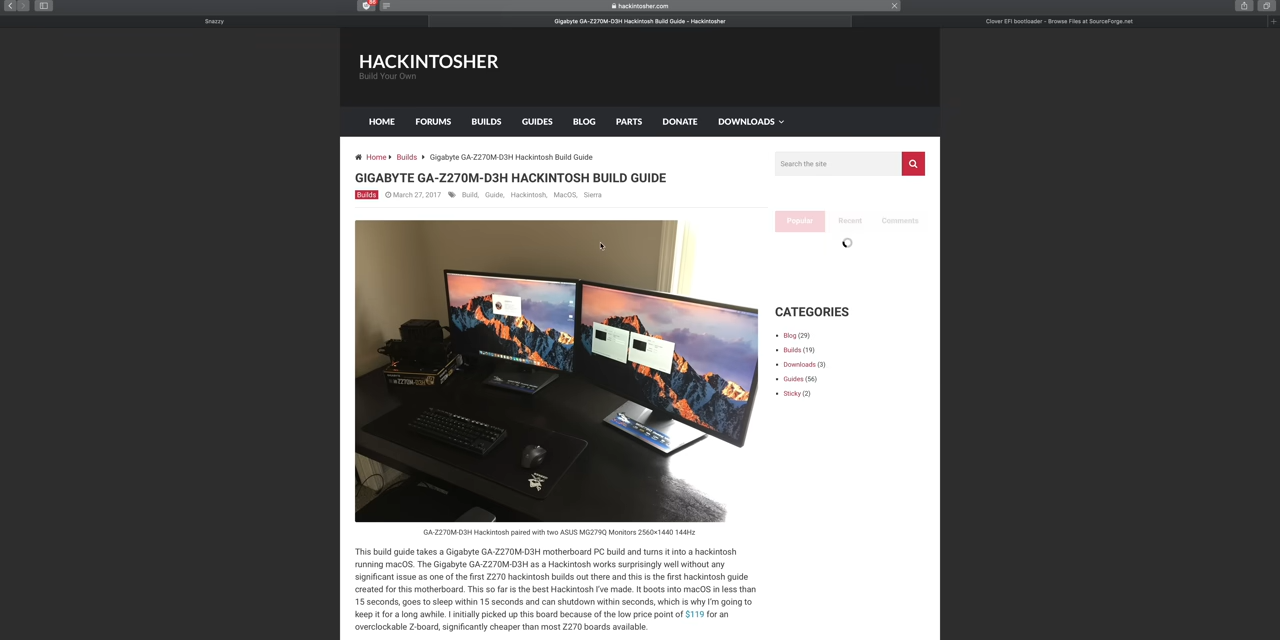 86
hackintosher.com
Snazzy
Gigabyte GA-Z270M-D3H Hackintosh Build Guide - Hackintosher
Clover EFI bootloader - Browse Files at SourceForge.net
HACKINTOSHER
Build Your Own
HOME FORUMS BUILDS GUIDES BLOG PARTS DONATE DOWNLOADS
Home Builds Gigabyte GA-Z270M-D3H Hackintosh Build Guide
GIGABYTE GA-Z270M-D3H HACKINTOSH BUILD GUIDE
Builds March 27, 2017 Build, Guide, Hackintosh, MacOS, Sierra
GA-Z270M-D3H Hackintosh paired with two ASUS MG279Q Monitors 2560×1440 144Hz
This build guide takes a Gigabyte GA-Z270M-D3H motherboard PC build and turns it into a hackintosh
running macOS. The Gigabyte GA-Z270M-D3H as a Hackintosh works surprisingly well without any
significant issue as one of the first Z270 hackintosh builds out there and this is the first hackintosh guide
created for this motherboard. This so far is the best Hackintosh I've made. It boots into macOS in less than
15 seconds, goes to sleep within 15 seconds and can shutdown within seconds, which is why I'm going to
keep it for a long awhile. I initially picked up this board because of the low price point of $119 for an
overclockable Z-board, significantly cheaper than most Z270 boards available.
Search the site
Popular Recent Comments
CATEGORIES
Blog (29)
Builds (19)
Downloads (3)
Guides (56)
Sticky (2)